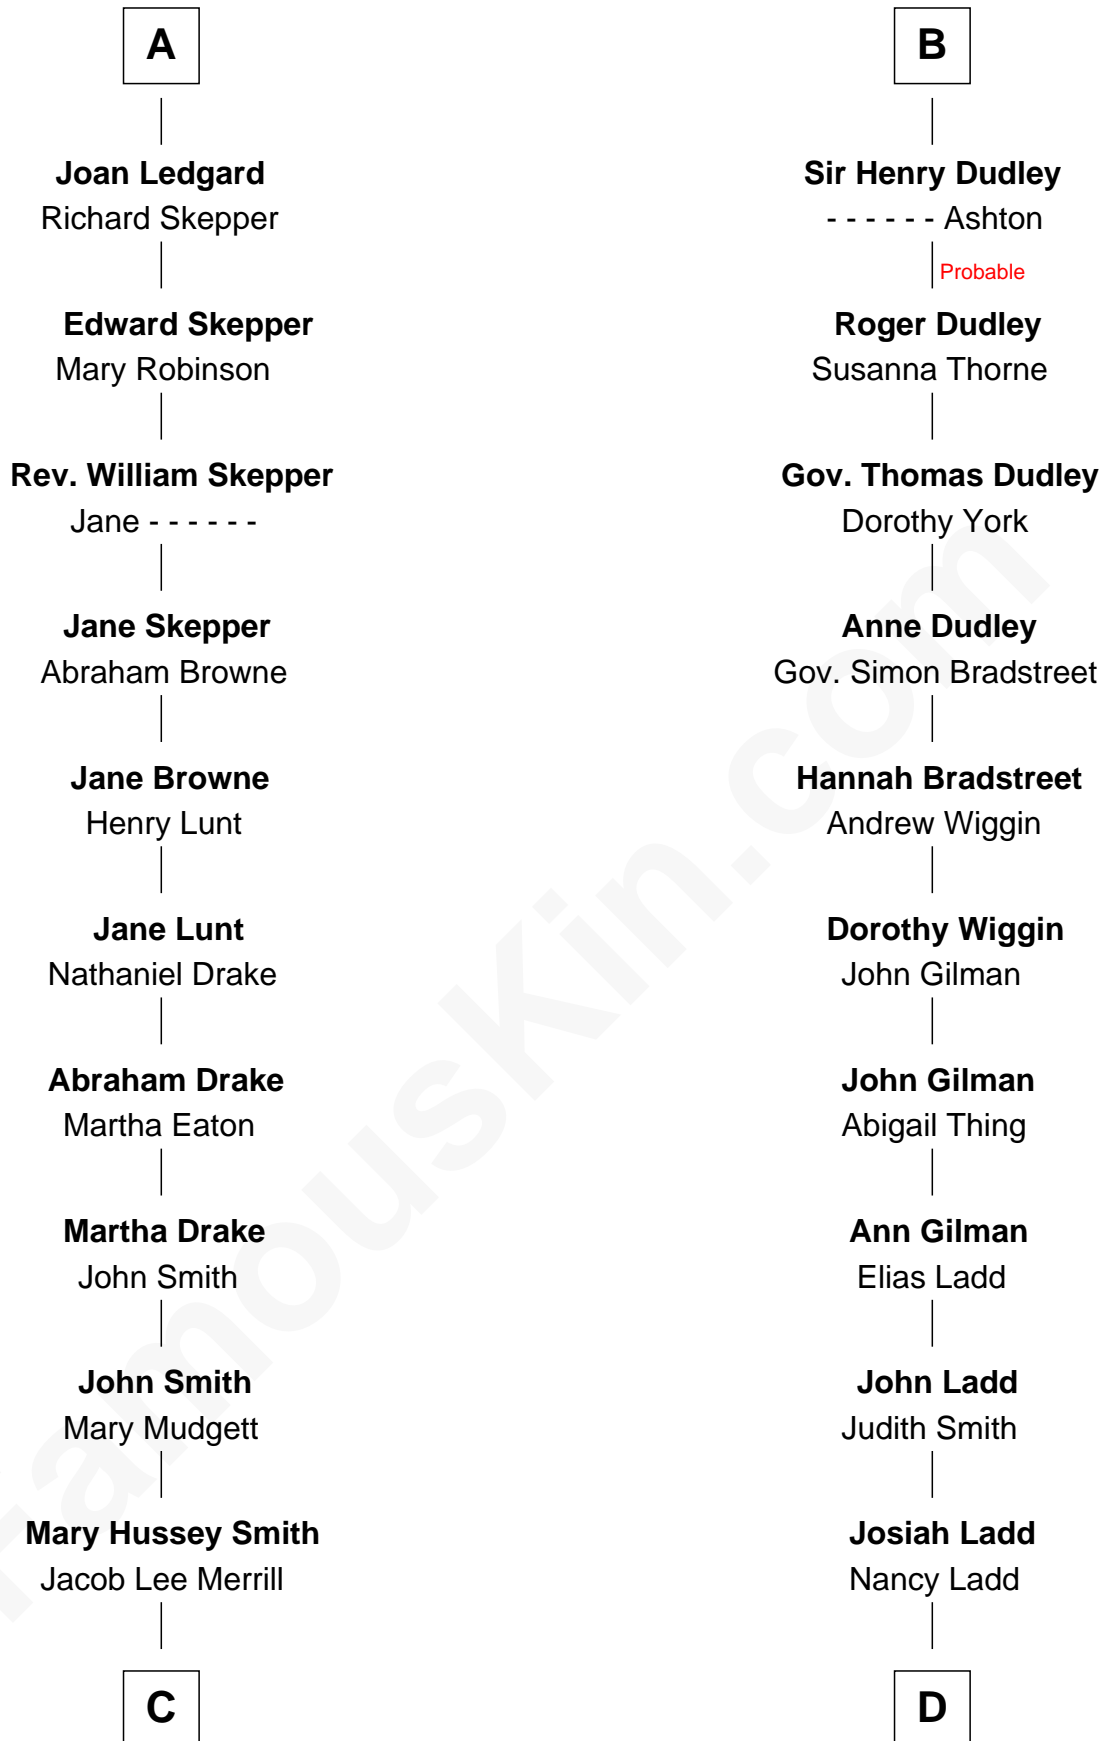 A
Joan Ledgard
Richard Skepper
Edward Skepper
Mary Robinson
Rev. William Skepper
Jane - - - - - -
Jane Skepper
Abraham Browne
Jane Browne
Henry Lunt
Jane Lunt
Nathaniel Drake
Abraham Drake
Martha Eaton
Martha Drake
John Smith
John Smith
Mary Mudgett
Mary Hussey Smith
Jacob Lee Merrill
C
B
Sir Henry Dudley
- - - - - - Ashton
Probable
Roger Dudley
Susanna Thorne
Gov. Thomas Dudley
Dorothy York
Anne Dudley
Gov. Simon Bradstreet
Hannah Bradstreet
Andrew Wiggin
Dorothy Wiggin
John Gilman
John Gilman
Abigail Thing
Ann Gilman
Elias Ladd
John Ladd
Judith Smith
Josiah Ladd
Nancy Ladd
D
FamousKin.com